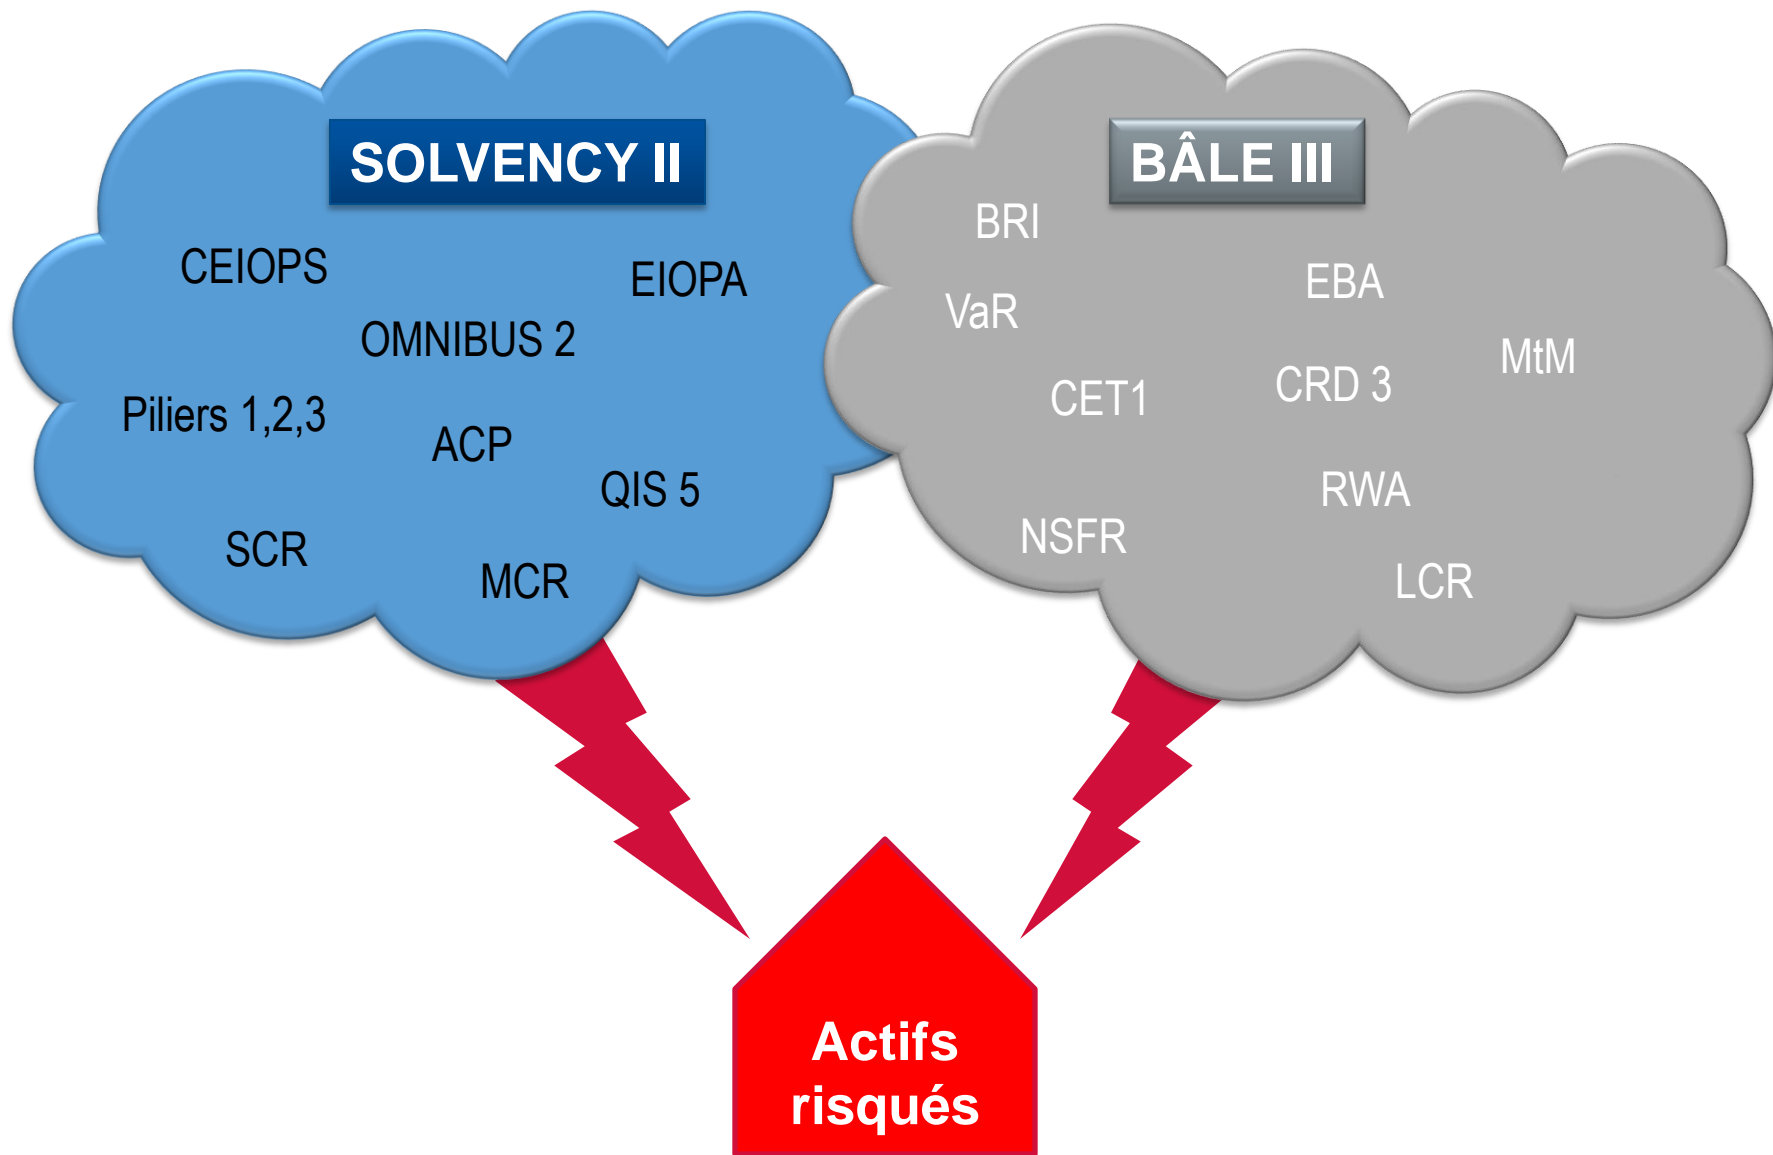 SOLVENCY II
CEIOPS
EIOPA
OMNIBUS 2
Piliers 1,2,3
ACP
QIS 5
SCR
MCR
BÂLE III
BRI
EBA
VaR
MtM
CET1
CRD 3
RWA
NSFR
LCR
Actifs
risqués